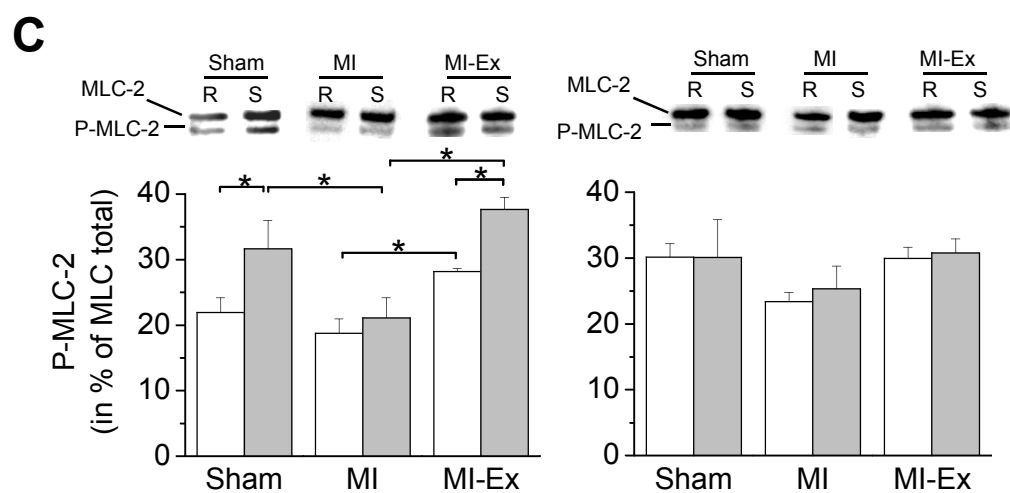 C
Sham MI MI-Ex
R S R S R S
MLC-2
P-MLC-2
Sham MI MI-Ex
R S R S R S
MLC-2
P-MLC-2
P-MLC-2
(in % of MLC total)
40
30
20
10
0
* * * * *
Sham MI MI-Ex
40
30
20
10
0
Sham MI MI-Ex